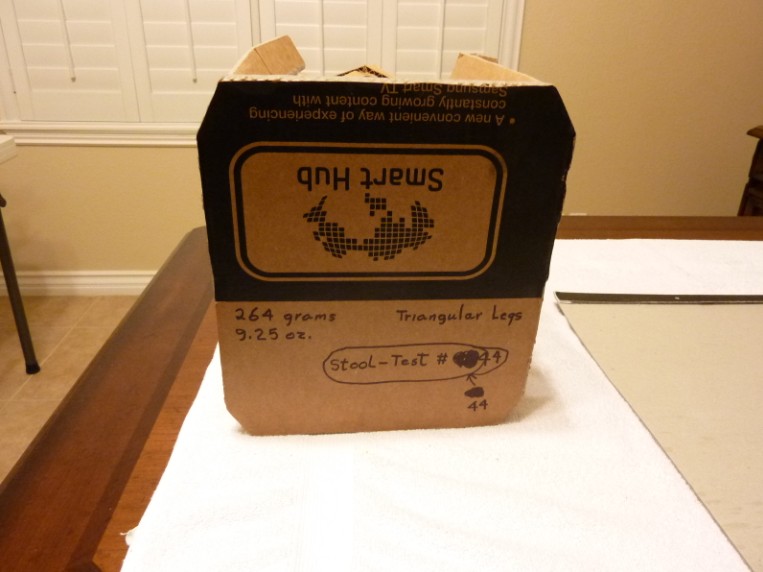 Samsung Smart TV
constantly growing content with
• A new convenient way of experiencing
Smart Hub
264 grams Triangular Legs
9.25 oz.
Stool-Test # 44
44